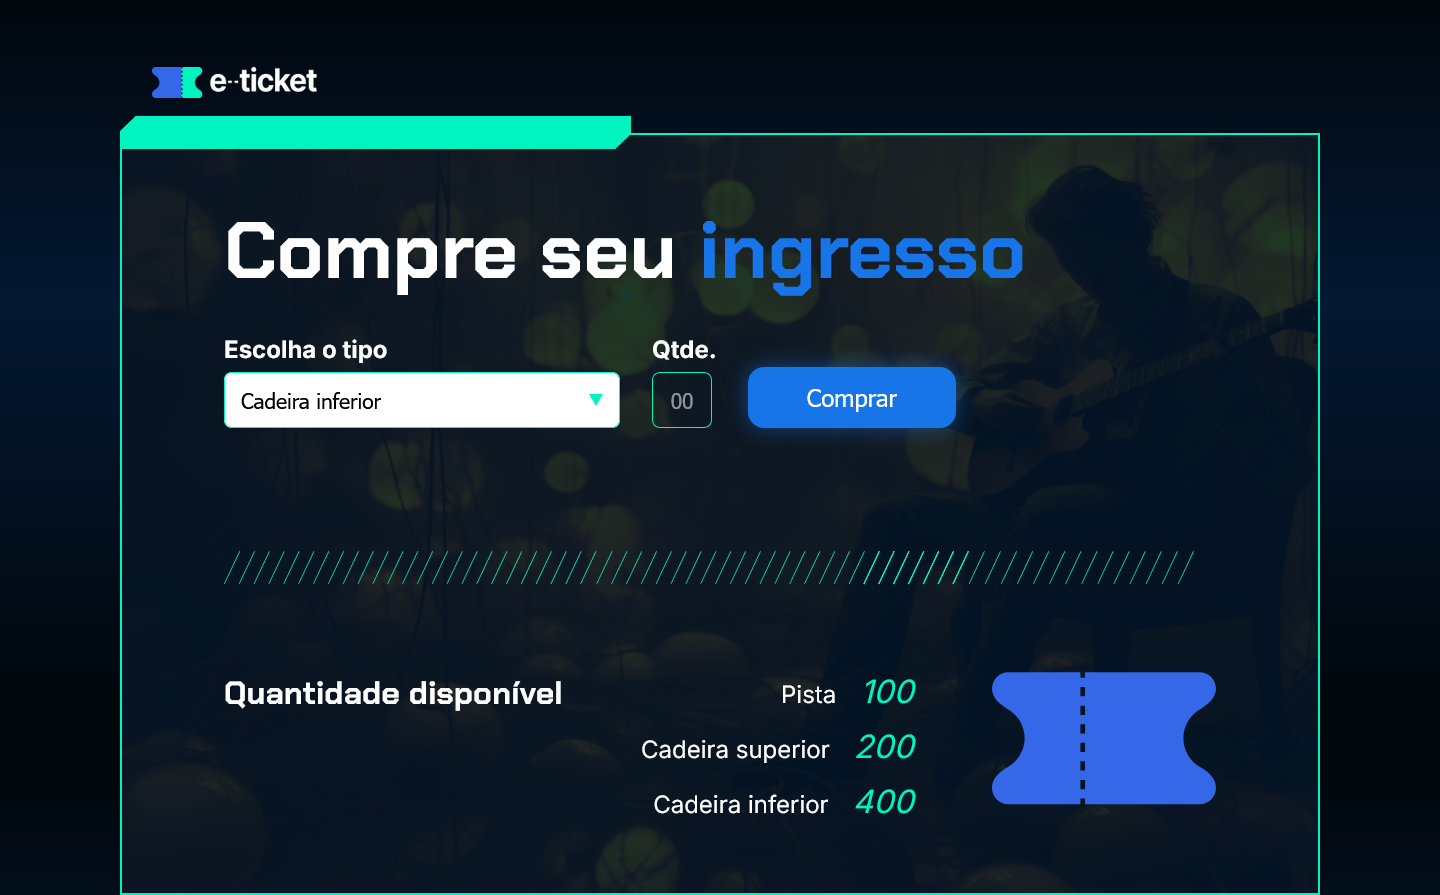 e--ticket
Compre seu ingresso
Escolha o tipo
Qtde.
Cadeira inferior
00
Comprar
Quantidade disponível
Pista 100
Cadeira superior 200
Cadeira inferior 400